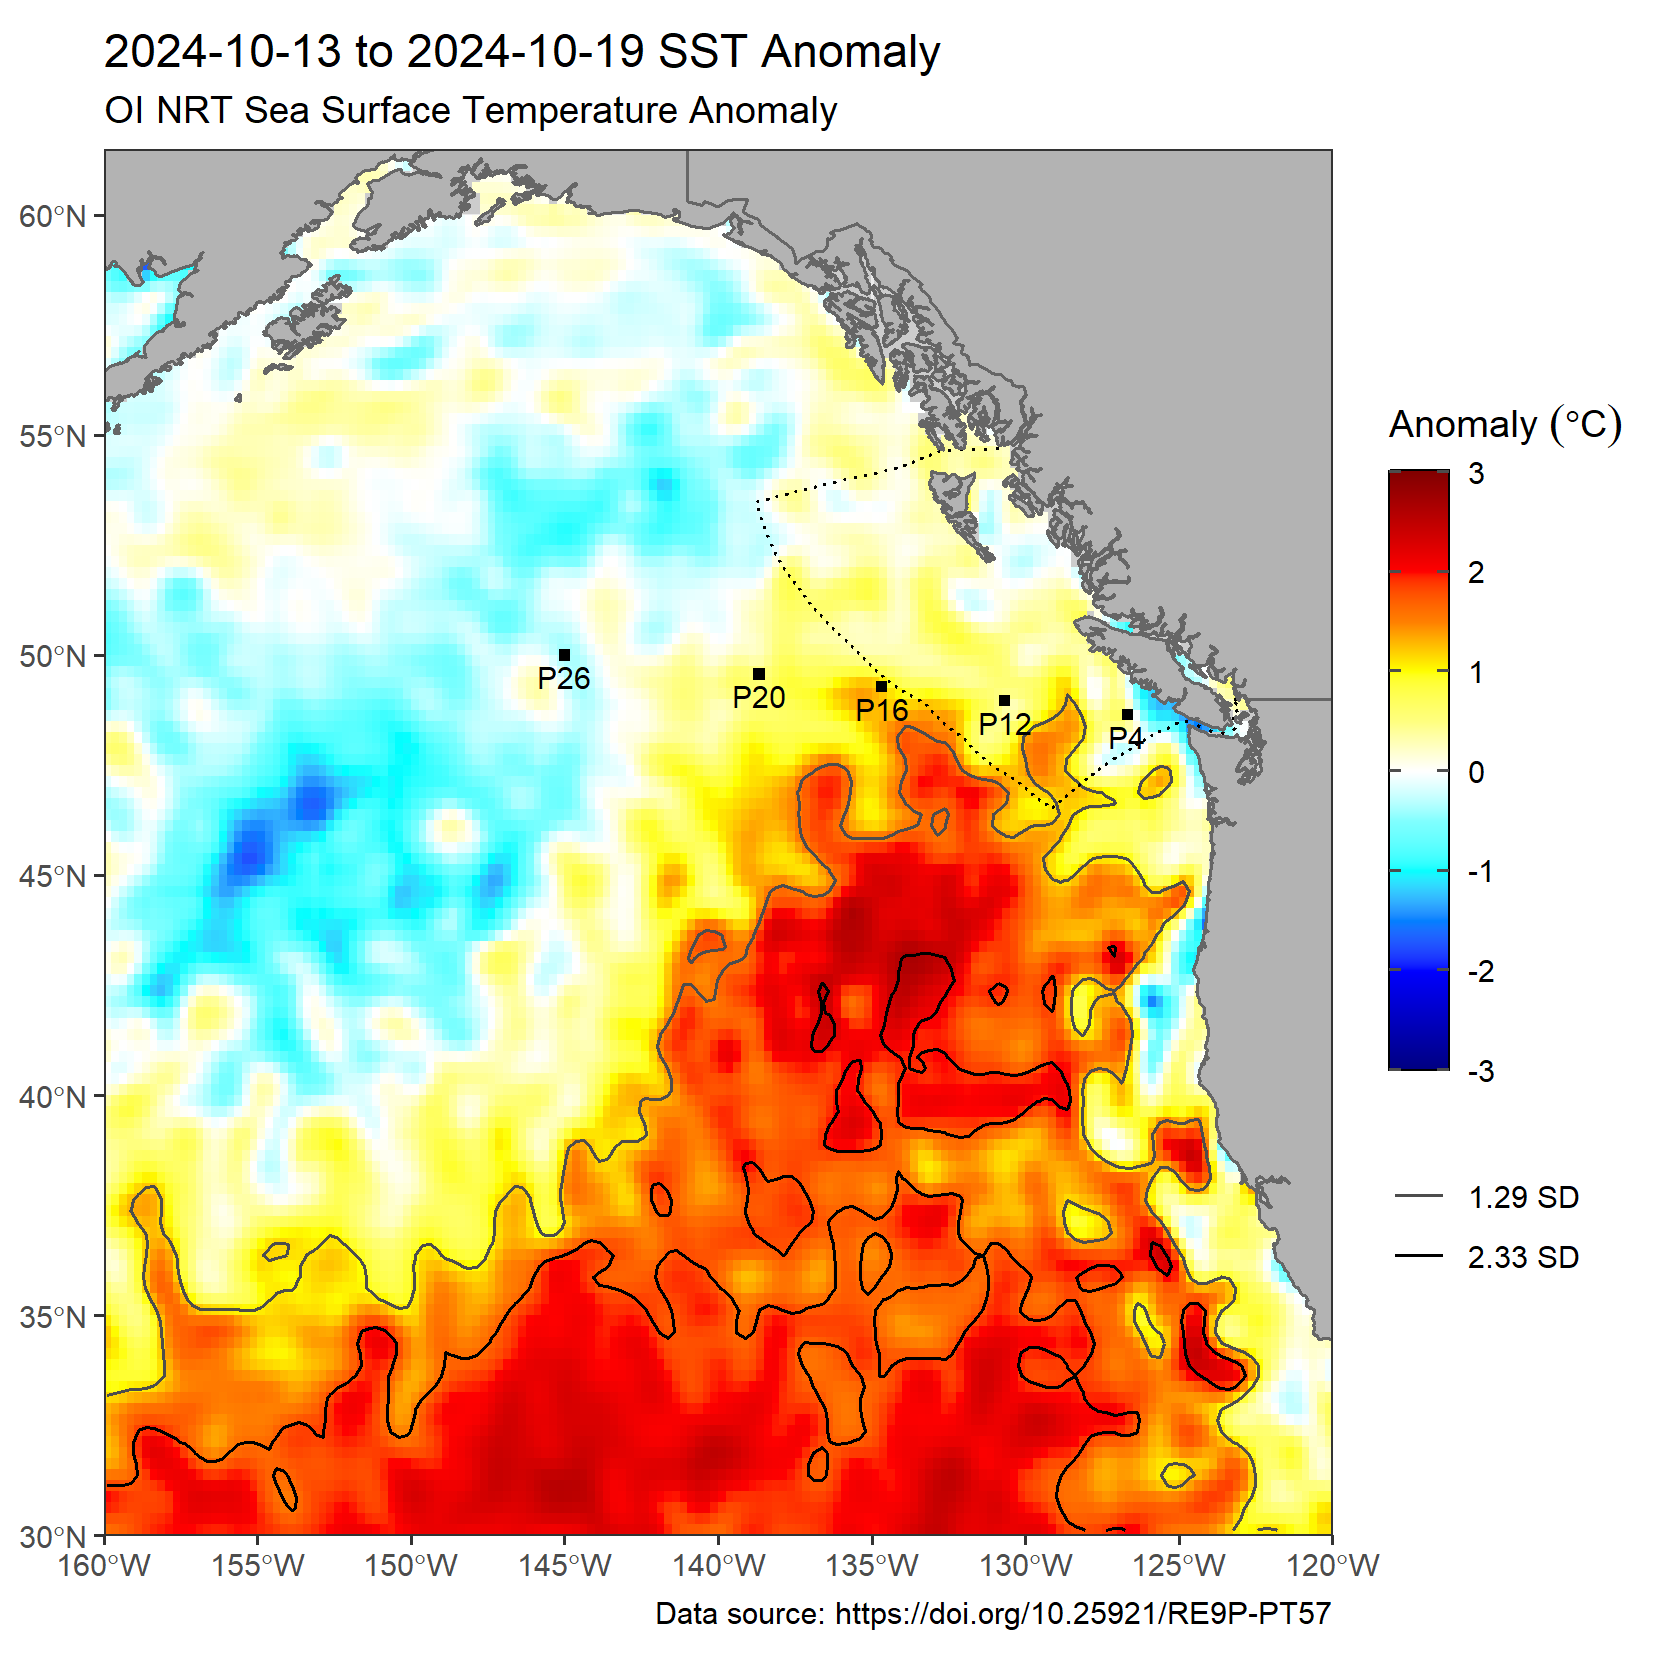 2024-10-13 to 2024-10-19 SST Anomaly
OI NRT Sea Surface Temperature Anomaly
60°N
55°N
50°N
45°N
40°N
35°N
30°N
P26
P20
P16
P12
P4
160°W
155°W
150°W
145°W
140°W
135°W
130°W
125°W
120°W
Anomaly (°C)
3
2
1
0
-1
-2
-3
1.29 SD
2.33 SD
Data source: https://doi.org/10.25921/RE9P-PT57